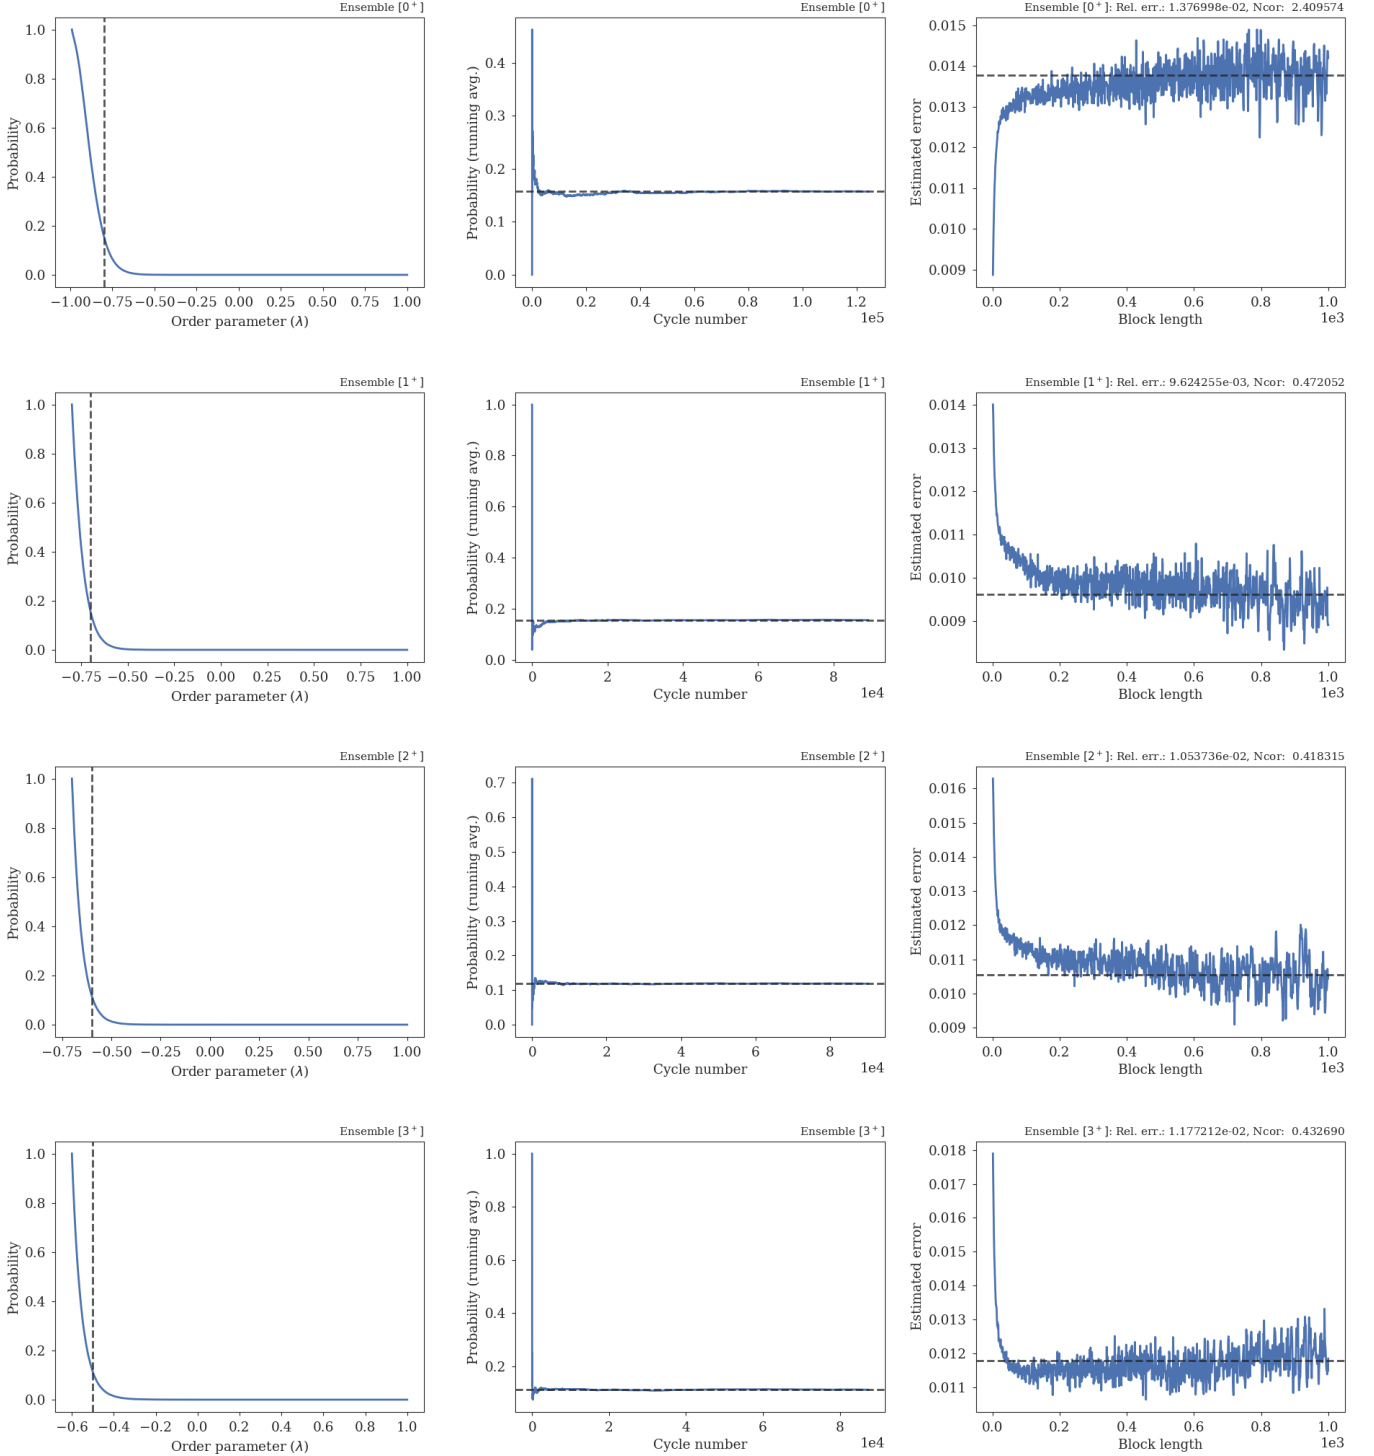 Ensemble [0⁺]
1.0
0.8
0.6
0.4
0.2
0.0
Probability
−1.00 −0.75 −0.50 −0.25 0.00 0.25 0.50 0.75 1.00
Order parameter (λ)
Ensemble [0⁺]
0.4
0.3
0.2
0.1
0.0
Probability (running avg.)
0.0 0.2 0.4 0.6 0.8 1.0 1.2
Cycle number
1e5
Ensemble [0⁺]: Rel. err.: 1.376998e-02, Ncor: 2.409574
0.015
0.014
0.013
0.012
0.011
0.010
0.009
Estimated error
0.0 0.2 0.4 0.6 0.8 1.0
Block length
1e3
Ensemble [1⁺]
1.0
0.8
0.6
0.4
0.2
0.0
Probability
−0.75 −0.50 −0.25 0.00 0.25 0.50 0.75 1.00
Order parameter (λ)
Ensemble [1⁺]
1.0
0.8
0.6
0.4
0.2
0.0
Probability (running avg.)
0 2 4 6 8
Cycle number
1e4
Ensemble [1⁺]: Rel. err.: 9.624255e-03, Ncor: 0.472052
0.014
0.013
0.012
0.011
0.010
0.009
Estimated error
0.0 0.2 0.4 0.6 0.8 1.0
Block length
1e3
Ensemble [2⁺]
1.0
0.8
0.6
0.4
0.2
0.0
Probability
−0.75 −0.50 −0.25 0.00 0.25 0.50 0.75 1.00
Order parameter (λ)
Ensemble [2⁺]
0.7
0.6
0.5
0.4
0.3
0.2
0.1
0.0
Probability (running avg.)
0 2 4 6 8
Cycle number
1e4
Ensemble [2⁺]: Rel. err.: 1.053736e-02, Ncor: 0.418315
0.016
0.015
0.014
0.013
0.012
0.011
0.010
0.009
Estimated error
0.0 0.2 0.4 0.6 0.8 1.0
Block length
1e3
Ensemble [3⁺]
1.0
0.8
0.6
0.4
0.2
0.0
Probability
−0.6 −0.4 −0.2 0.0 0.2 0.4 0.6 0.8 1.0
Order parameter (λ)
Ensemble [3⁺]
1.0
0.8
0.6
0.4
0.2
Probability (running avg.)
0 2 4 6 8
Cycle number
1e4
Ensemble [3⁺]: Rel. err.: 1.177212e-02, Ncor: 0.432690
0.018
0.017
0.016
0.015
0.014
0.013
0.012
0.011
Estimated error
0.0 0.2 0.4 0.6 0.8 1.0
Block length
1e3